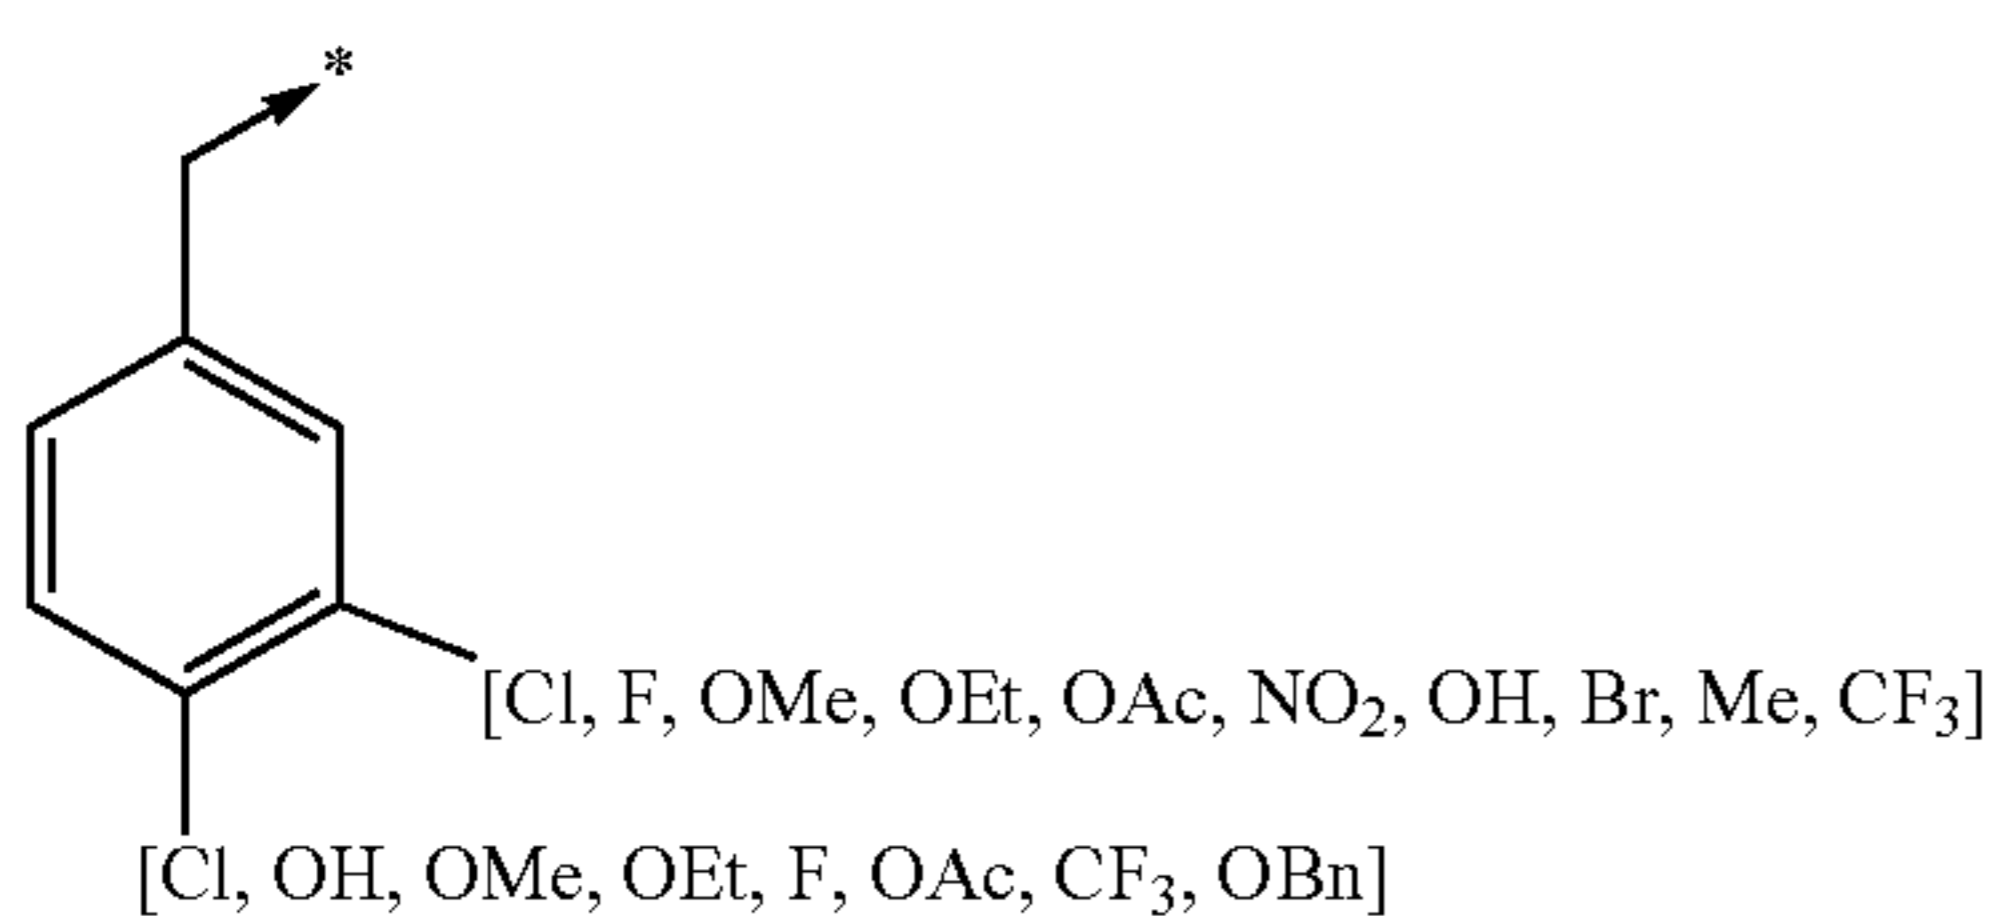 *
[Cl, F, OMe, OEt, OAc, NO₂, OH, Br, Me, CF₃]
[Cl, OH, OMe, OEt, F, OAc, CF₃, OBn]